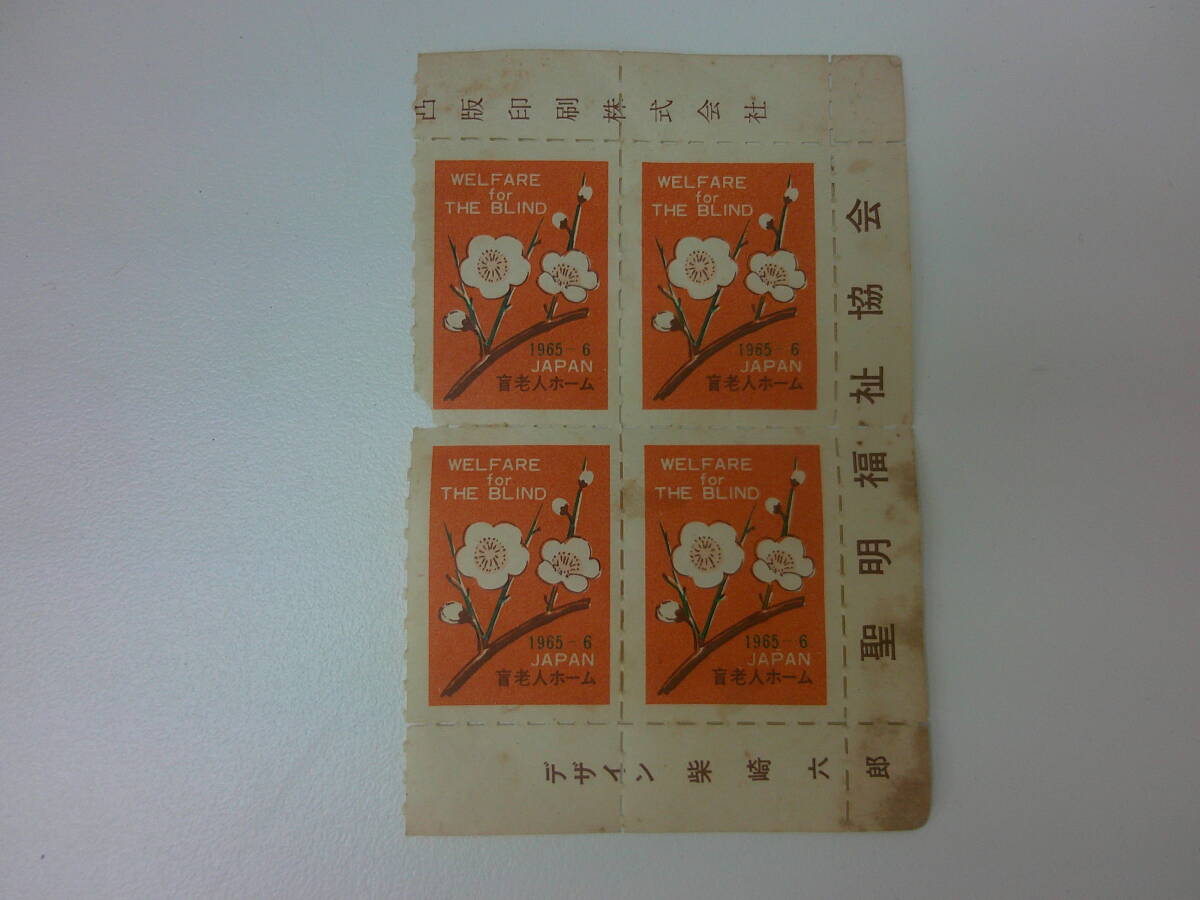 凸版印刷株式会社
WELFARE
for
THE BLIND
1965-6
JAPAN
盲老人ホーム
WELFARE
for
THE BLIND
1965-6
JAPAN
盲老人ホーム
WELFARE
for
THE BLIND
1965-6
JAPAN
盲老人ホーム
WELFARE
for
THE BLIND
1965-6
JAPAN
盲老人ホーム
聖明福祉協会
デザイン 柴崎六郎